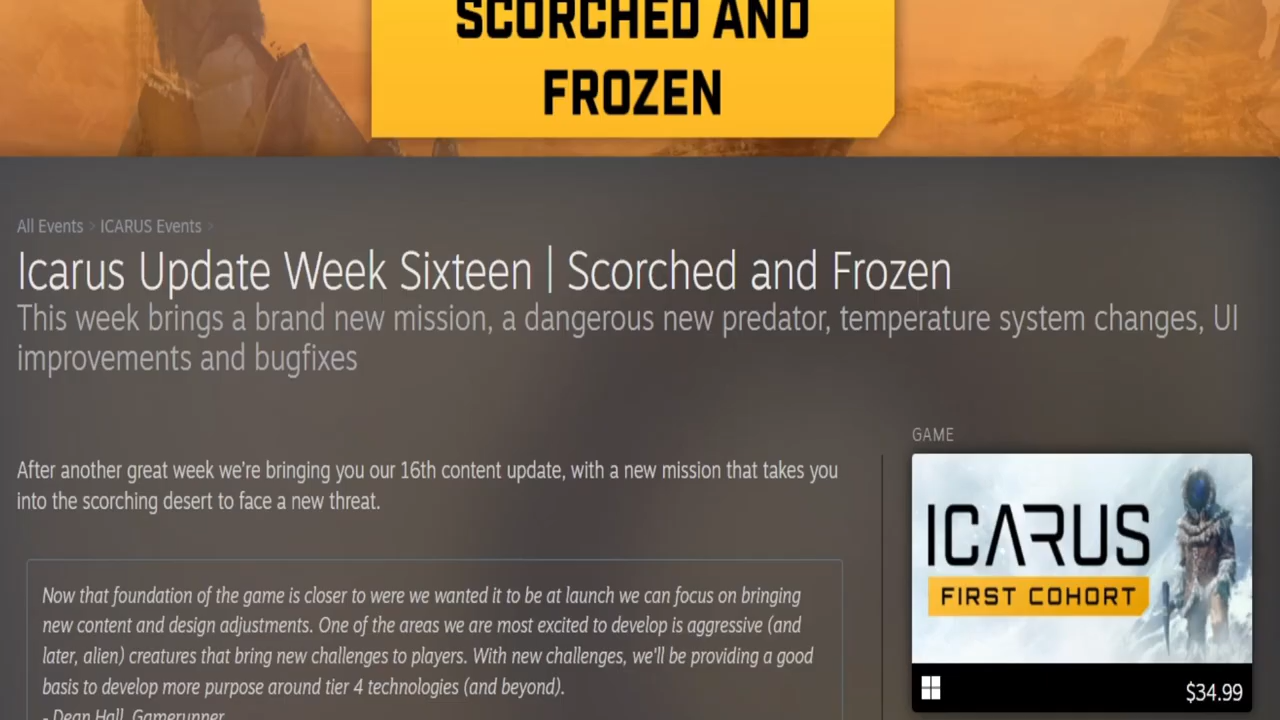 SCORCHED AND
FROZEN
All Events > ICARUS Events >
Icarus Update Week Sixteen | Scorched and Frozen
This week brings a brand new mission, a dangerous new predator, temperature system changes, UI
improvements and bugfixes
GAME
After another great week we're bringing you our 16th content update, with a new mission that takes you
into the scorching desert to face a new threat.
ICARUS
FIRST COHORT
$34.99
Now that foundation of the game is closer to were we wanted it to be at launch we can focus on bringing
new content and design adjustments. One of the areas we are most excited to develop is aggressive (and
later, alien) creatures that bring new challenges to players. With new challenges, we'll be providing a good
basis to develop more purpose around tier 4 technologies (and beyond).
- Dean Hall, Gamerunner